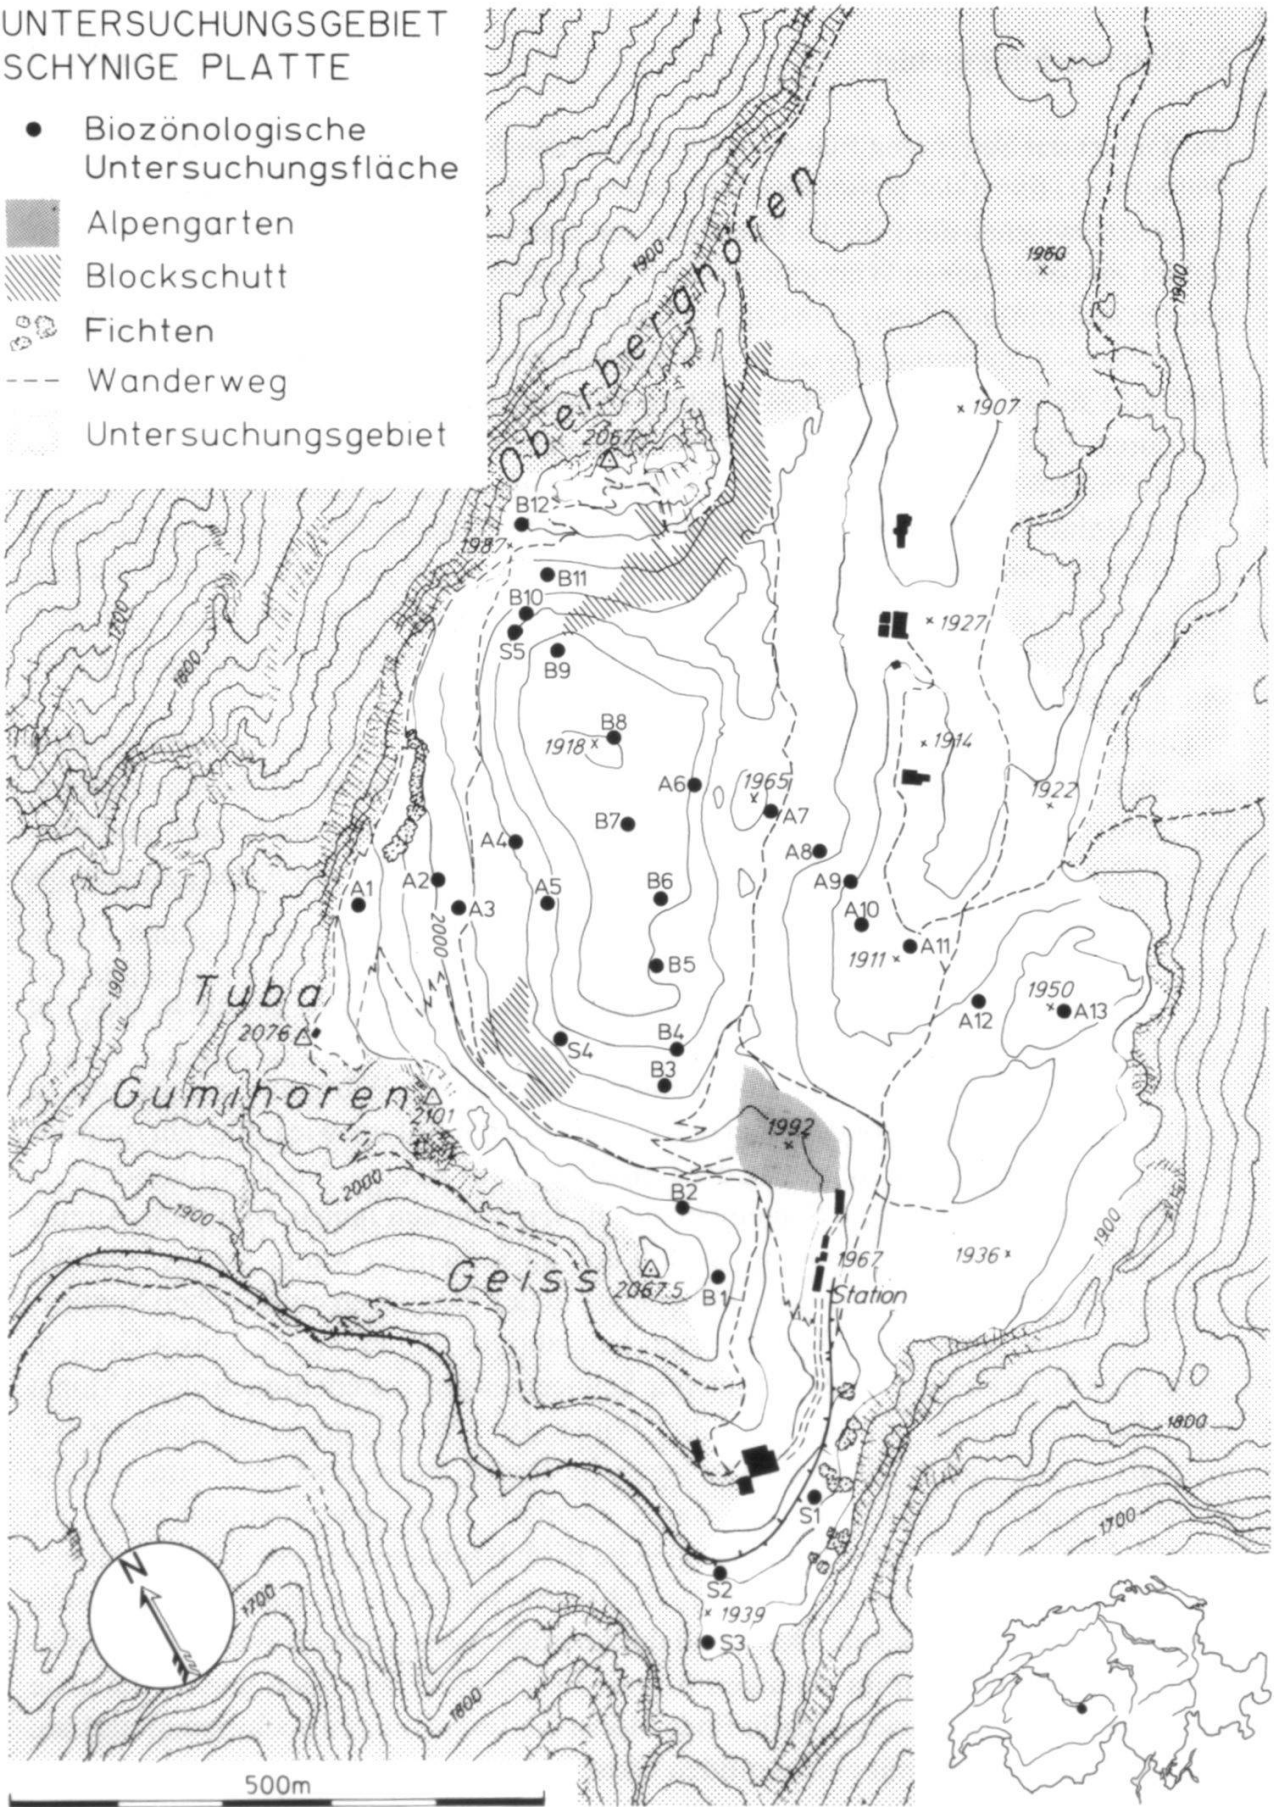 UNTERSUCHUNGSGEBIET
SCHYNIGE PLATTE
Biozönologische
Untersuchungsfläche
Alpengarten
Blockschutt
Fichten
Wanderweg
Untersuchungsgebiet
Oberberghoren
1900
1960
1900
1907
2067
B12
1987
B11
B10
S5
B9
1927
1700
1800
B8
1918
1914
A6
1965
A7
1922
B7
A4
A8
A1
A2
A3
A5
B6
A9
A10
2000
A11
1911
B5
1900
Tuba
2076
1950
A12
A13
S4
B4
B3
Gumihoren
2101
1992
2000
1900
B2
1900
1967
1936
Geiss
2067.5
B1
Station
1800
S1
1700
S2
N
1700
1939
S3
1800
500m